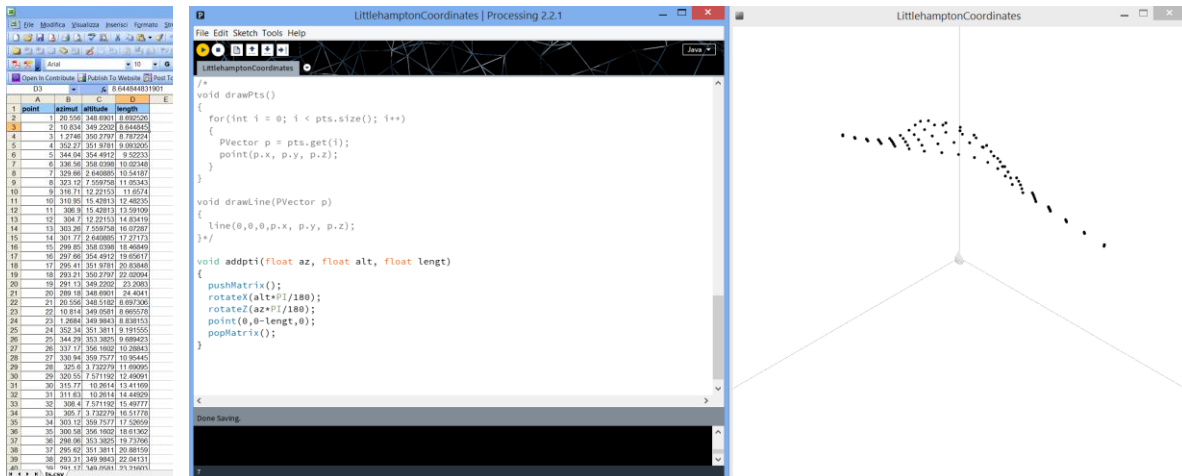 File Modifica Visualizza Inserisci Formato
Arial 10 G
Open In Contribute Publish To Website Post To
D3 8.644844831901
A B C D E
1 point azimut altitude length
2 1 20.556 348.6901 8.692526
3 2 10.834 349.2202 8.644845
4 3 1.2746 350.2797 8.787224
5 4 352.27 351.9781 9.093205
6 5 344.04 354.4912 9.52233
7 6 336.56 358.0398 10.02348
8 7 329.66 2.640885 10.54187
9 8 323.12 7.559758 11.05343
10 9 316.71 12.22153 11.6574
11 10 310.95 15.42813 12.48235
12 11 306.9 15.42813 13.59109
13 12 304.7 12.22153 14.83419
14 13 303.26 7.559758 16.07287
15 14 301.77 2.640885 17.27173
16 15 299.85 358.0398 18.46849
17 16 297.66 354.4912 19.65617
18 17 295.41 351.9781 20.83848
19 18 293.21 350.2797 22.02094
20 19 291.13 349.2202 23.2083
21 20 289.18 348.6901 24.4041
22 21 20.556 348.5182 8.697306
23 22 10.814 349.0581 8.665578
24 23 1.2684 349.9843 8.838153
25 24 352.34 351.3811 9.191555
26 25 344.29 353.3825 9.689423
27 26 337.17 356.1602 10.28843
28 27 330.94 359.7577 10.95445
29 28 325.6 3.732279 11.69095
30 29 320.55 7.571192 12.49091
31 30 315.77 10.2614 13.41169
32 31 311.63 10.2614 14.44929
33 32 308.4 7.571192 15.49777
34 33 305.7 3.732279 16.51778
35 34 303.12 359.7577 17.52659
36 35 300.58 356.1602 18.61362
37 36 298.06 353.3825 19.73766
38 37 295.62 351.3811 20.88159
39 38 293.31 349.9843 22.04131
40 39 291.17 349.0581 23.21603
LittlehamptonCoordinates | Processing 2.2.1
File Edit Sketch Tools Help
Java
LittlehamptonCoordinates
/*
void drawPts()
{
for(int i = 0; i < pts.size(); i++)
{
PVector p = pts.get(i);
point(p.x, p.y, p.z);
}
}
void drawLine(PVector p)
{
line(0,0,0,p.x, p.y, p.z);
}*/
void addpti(float az, float alt, float lengt)
{
pushMatrix();
rotateX(alt*PI/180);
rotateZ(az*PI/180);
point(0,0-lengt,0);
popMatrix();
}
Done Saving.
7
LittlehamptonCoordinates